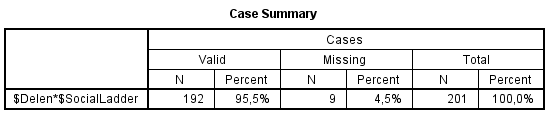 Case Summary
Cases
Valid Missing Total
N Percent N Percent N Percent
$Delen*$SocialLadder 192 95,5% 9 4,5% 201 100,0%